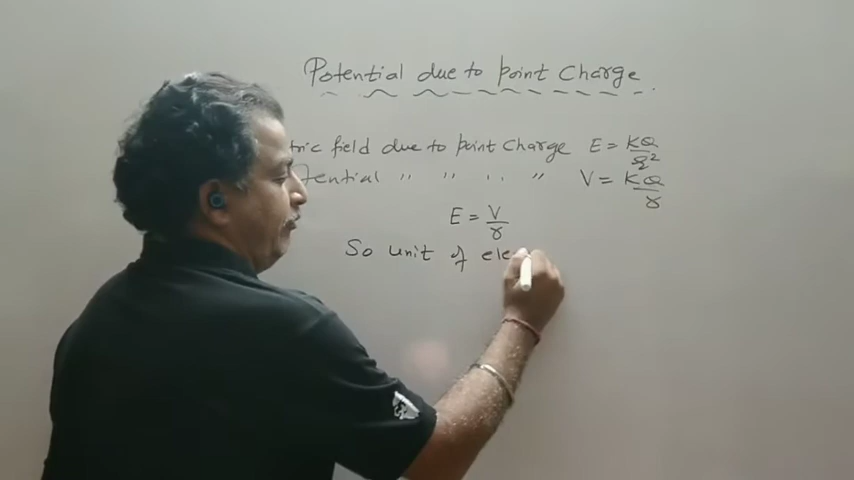 Potential due to point Charge
tric field due to point Charge E = KQ/r²
tential " " " " V = KQ/r
E = V/r
So unit of ele